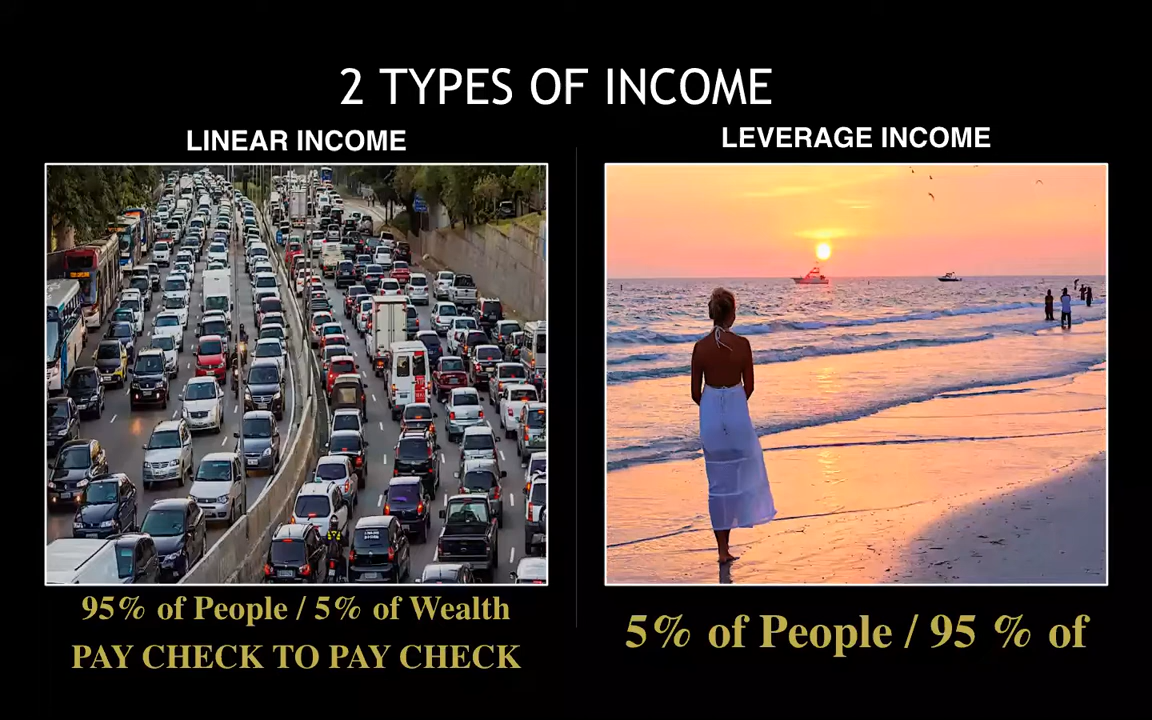 2 TYPES OF INCOME
LINEAR INCOME
LEVERAGE INCOME
95% of People / 5% of Wealth
PAY CHECK TO PAY CHECK
5% of People / 95 % of